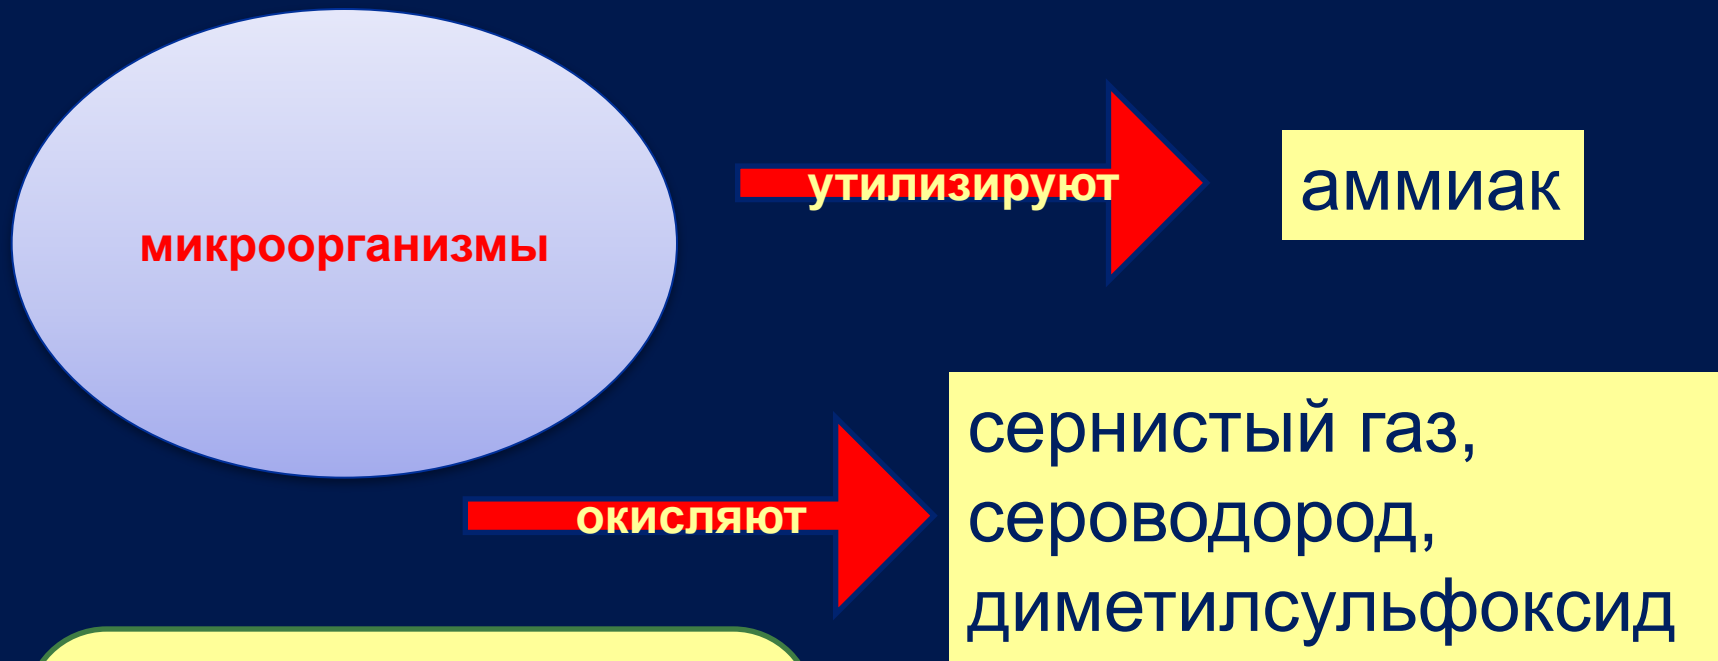 утилизируют
аммиак
микроорганизмы
сернистый газ,
окисляют
сероводород,
диметилсульфоксид